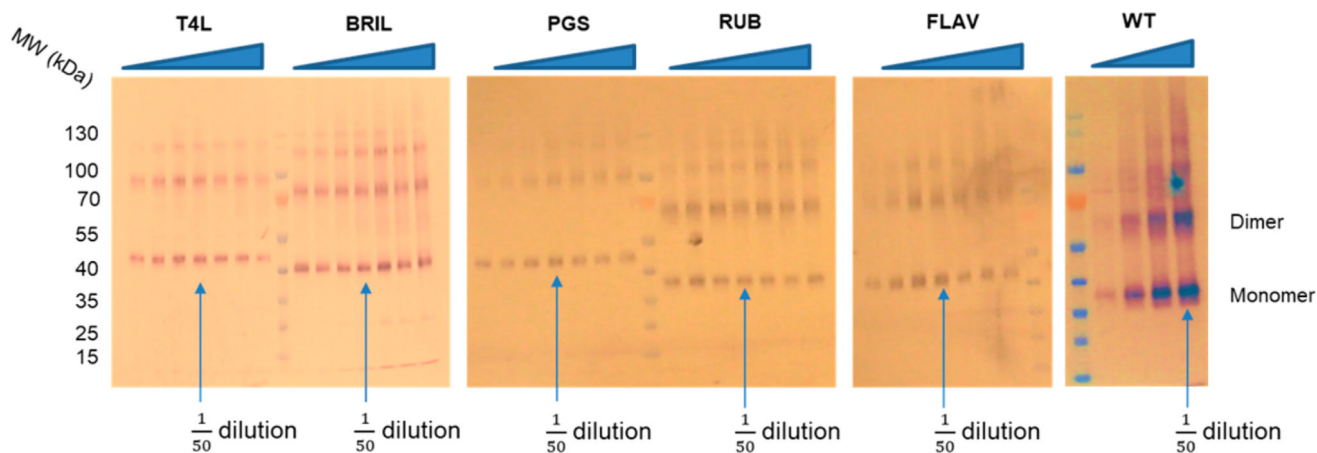 T4L BRIL PGS RUB FLAV WT
MW (kDa)
130
100
70
55
40
35
25
15
Dimer
Monomer
1/50 dilution 1/50 dilution 1/50 dilution 1/50 dilution 1/50 dilution 1/50 dilution